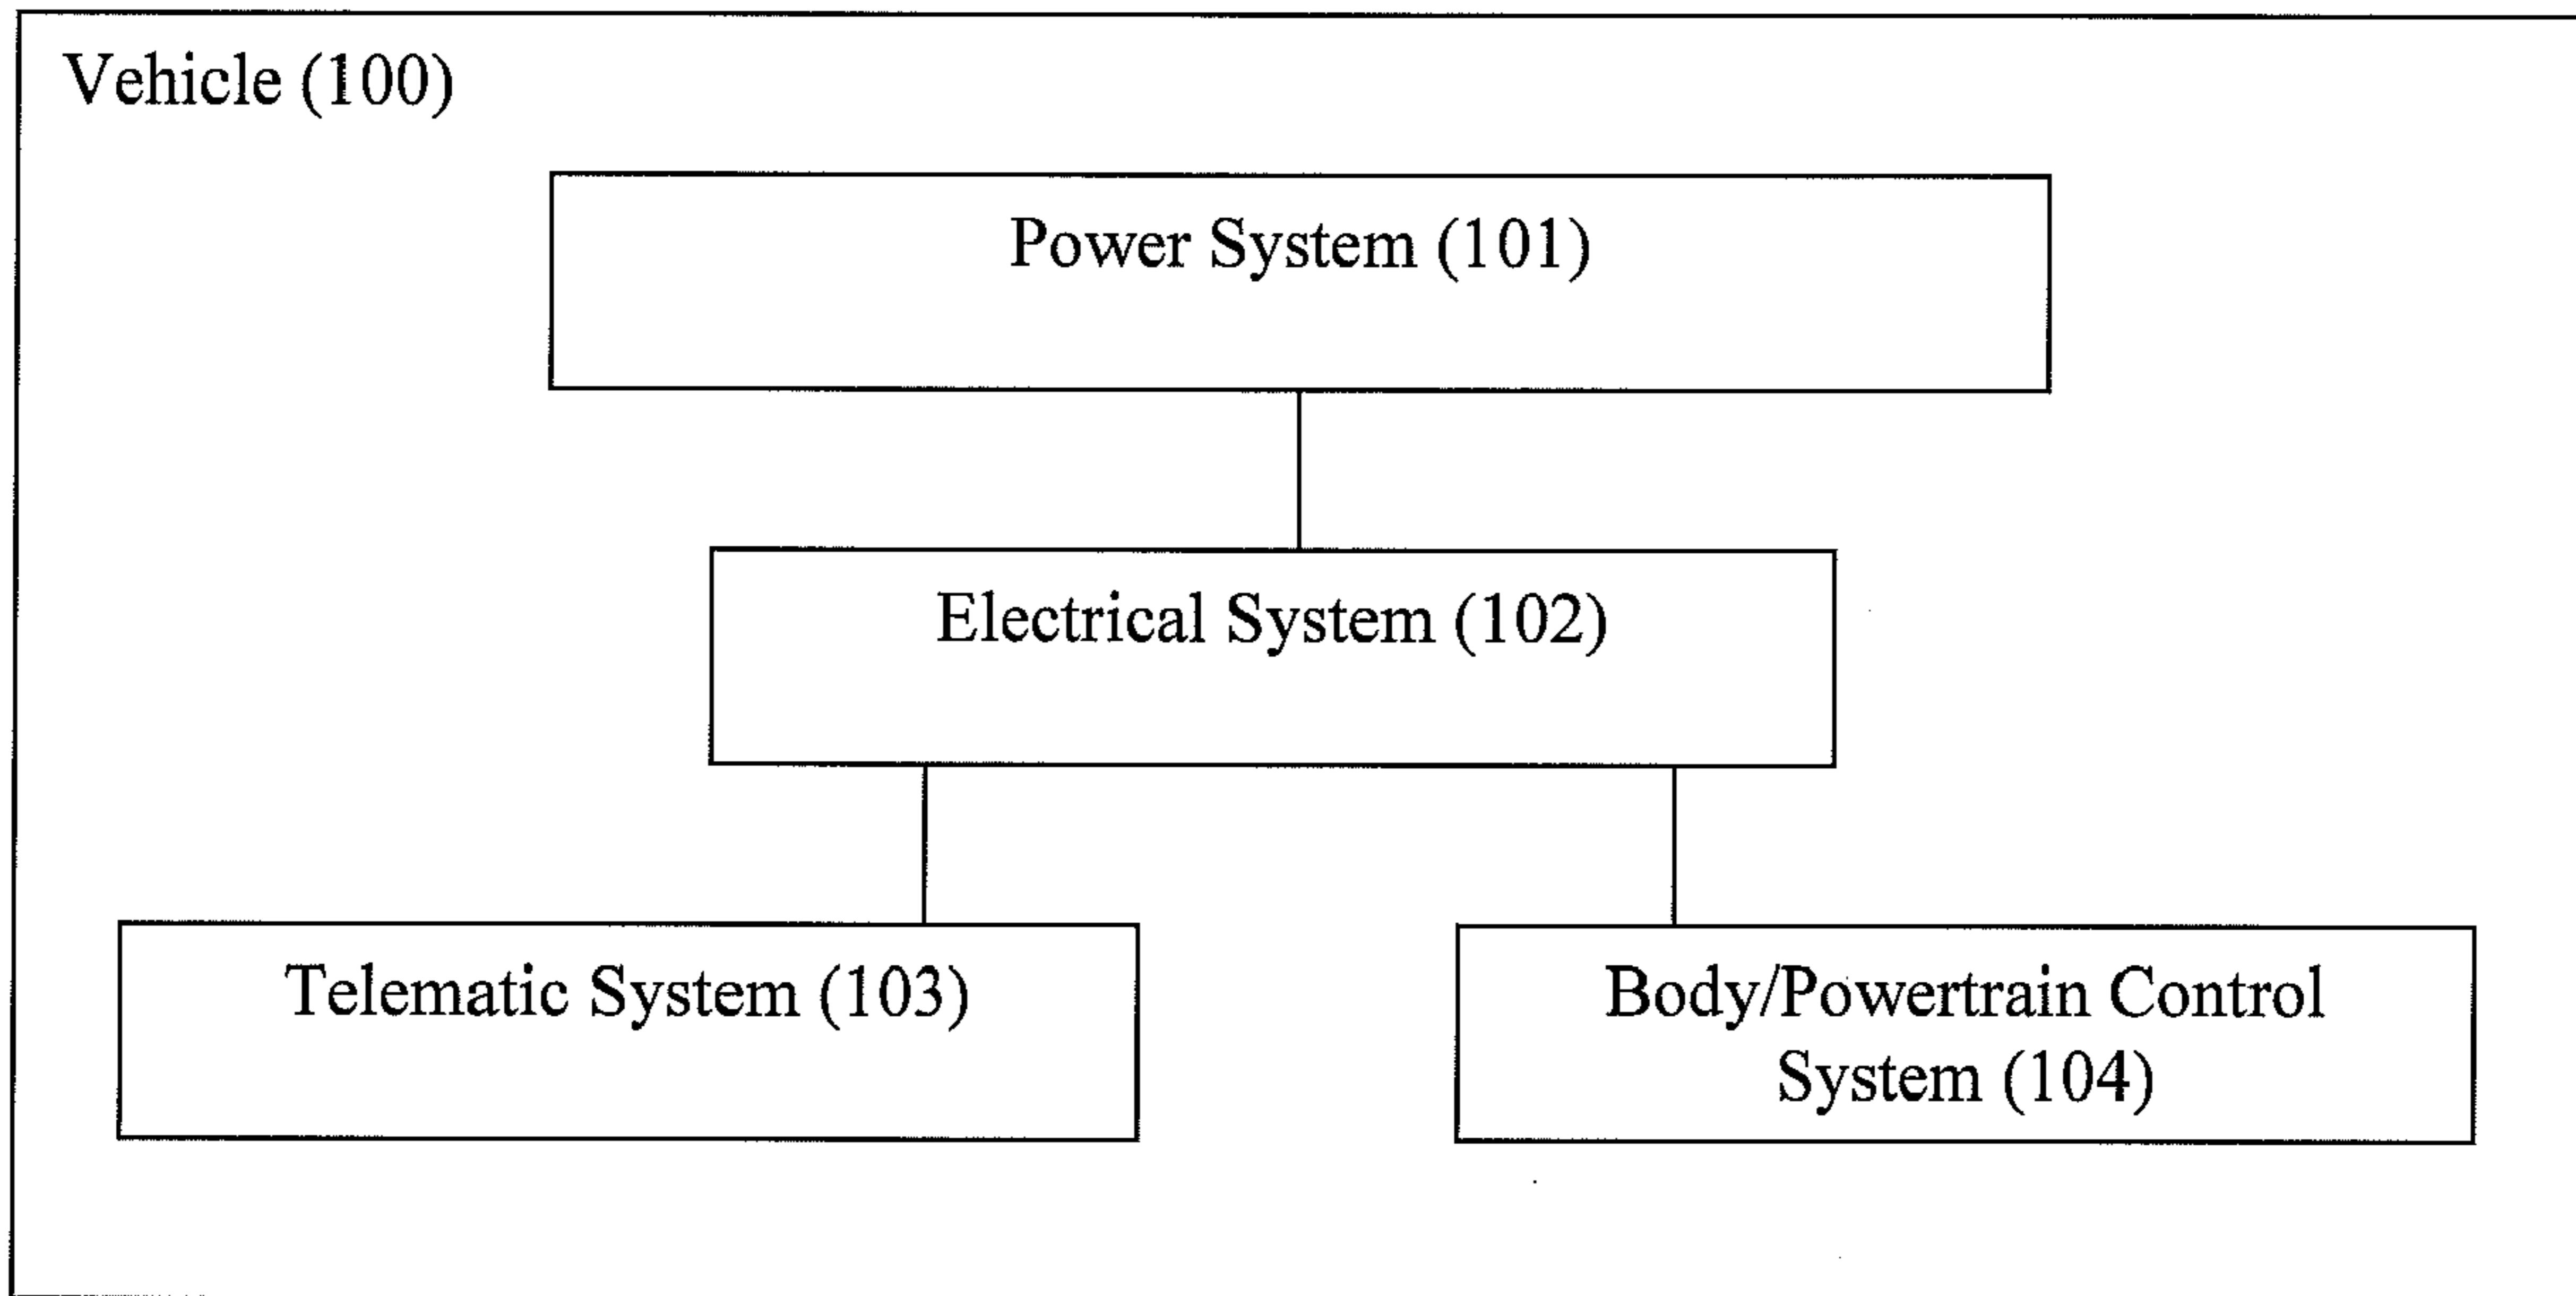 Vehicle (100)
Power System (101)
Electrical System (102)
Telematic System (103)
Body/Powertrain Control
System (104)